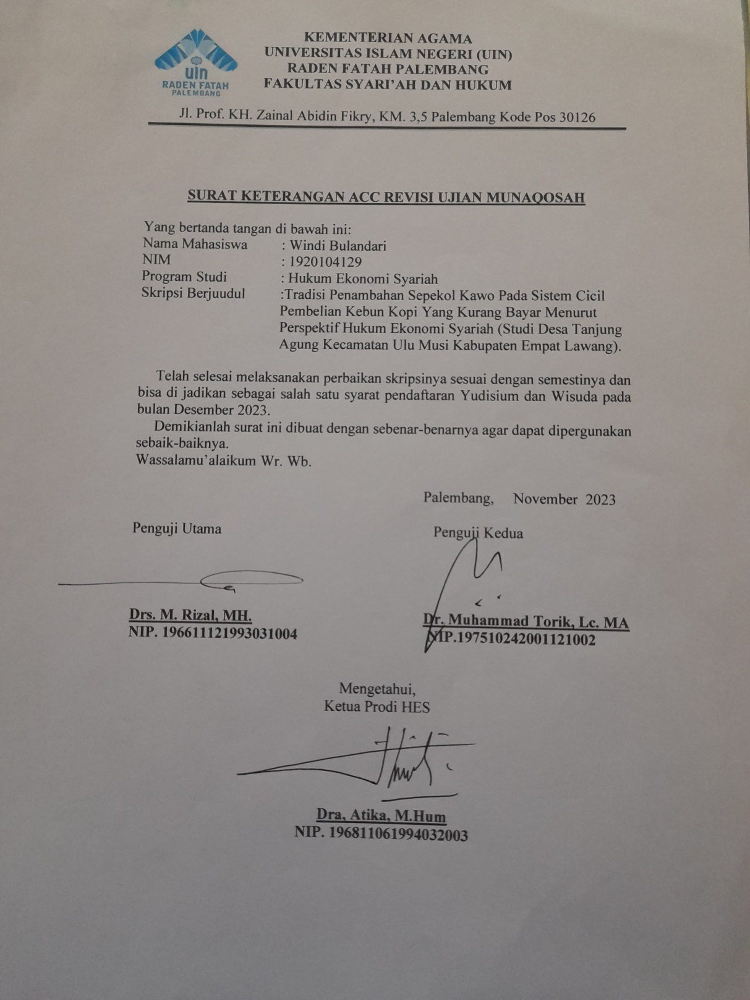 uin
RADEN FATAH
PALEMBANG
KEMENTERIAN AGAMA
UNIVERSITAS ISLAM NEGERI (UIN)
RADEN FATAH PALEMBANG
FAKULTAS SYARI'AH DAN HUKUM
Jl. Prof. KH. Zainal Abidin Fikry, KM. 3,5 Palembang Kode Pos 30126
SURAT KETERANGAN ACC REVISI UJIAN MUNAQOSAH
Yang bertanda tangan di bawah ini:
Nama Mahasiswa : Windi Bulandari
NIM : 1920104129
Program Studi : Hukum Ekonomi Syariah
Skripsi Berjuudul :Tradisi Penambahan Sepekol Kawo Pada Sistem Cicil
Pembelian Kebun Kopi Yang Kurang Bayar Menurut
Perspektif Hukum Ekonomi Syariah (Studi Desa Tanjung
Agung Kecamatan Ulu Musi Kabupaten Empat Lawang).
Telah selesai melaksanakan perbaikan skripsinya sesuai dengan semestinya dan
bisa di jadikan sebagai salah satu syarat pendaftaran Yudisium dan Wisuda pada
bulan Desember 2023.
Demikianlah surat ini dibuat dengan sebenar-benarnya agar dapat dipergunakan
sebaik-baiknya.
Wassalamu'alaikum Wr. Wb.
Palembang, November 2023
Penguji Utama
Penguji Kedua
Drs. M. Rizal, MH.
NIP. 196611121993031004
Dr. Muhammad Torik, Lc. MA
NIP.197510242001121002
Mengetahui,
Ketua Prodi HES
Dra, Atika, M.Hum
NIP. 196811061994032003